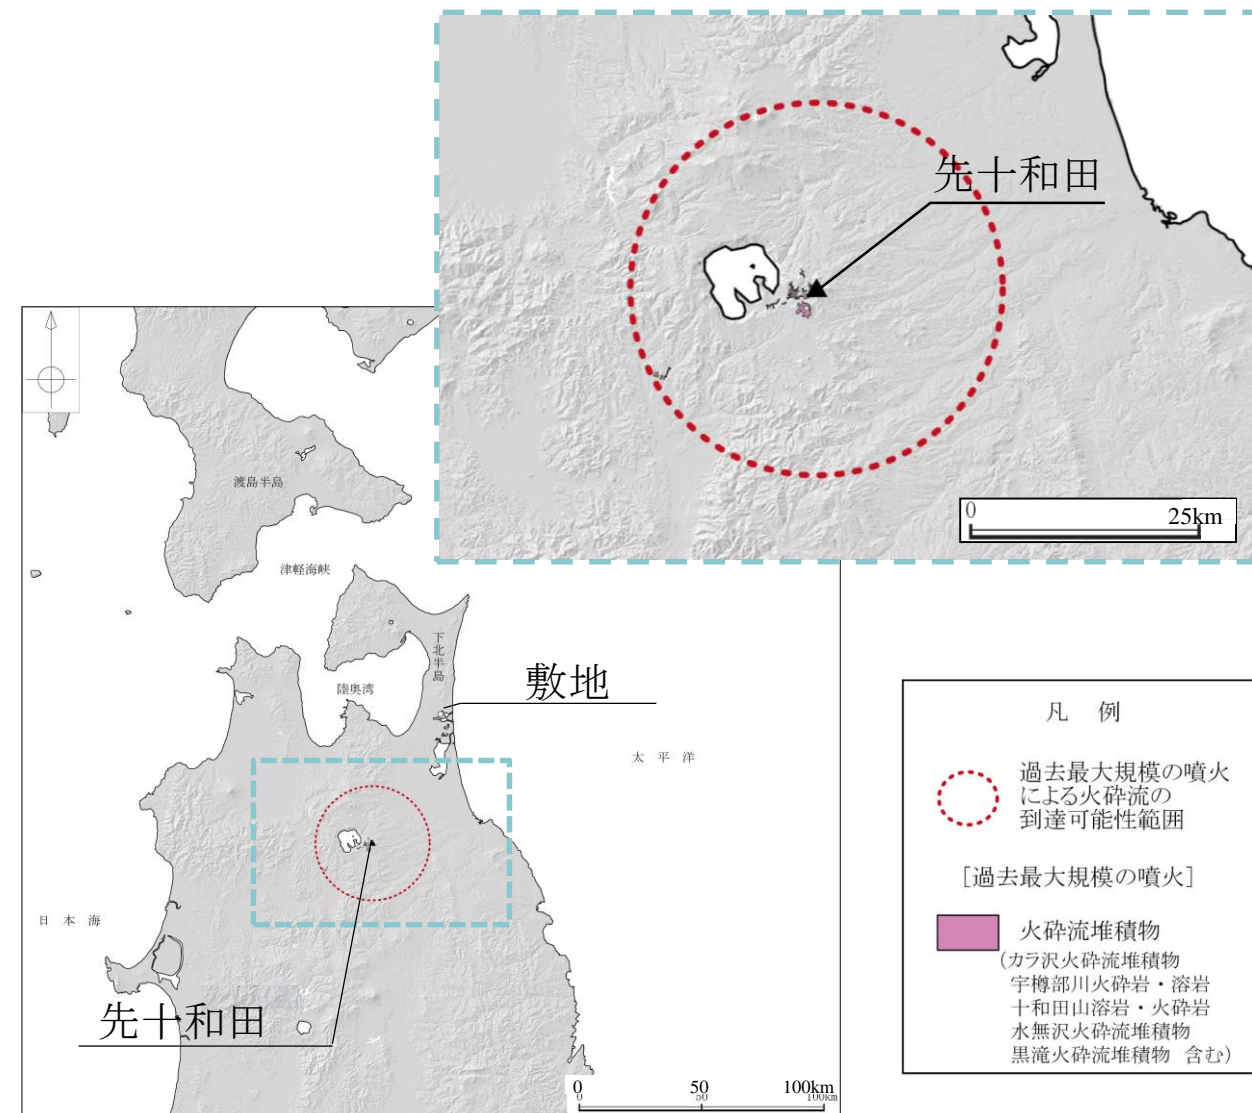 先十和田
0 25km
渡島半島
津軽海峡
下北半島
陸奥湾
敷地
太平洋
日本海
先十和田
0 50 100km
50 100km
凡 例
過去最大規模の噴火
による火砕流の
到達可能性範囲
[過去最大規模の噴火]
火砕流堆積物
(カラ沢火砕流堆積物
宇樽部川火砕岩・溶岩
十和田山溶岩・火砕岩
水無沢火砕流堆積物
黒滝火砕流堆積物 含む)